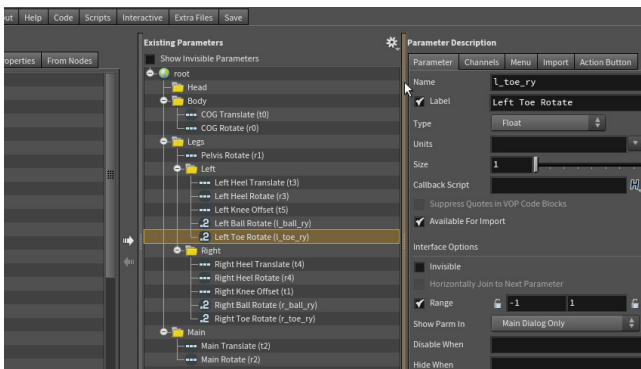 Help Code Scripts Interactive Extra Files Save
From Nodes
Existing Parameters
Show Invisible Parameters
root
Head
Body
COG Translate (t0)
COG Rotate (r0)
Legs
Pelvis Rotate (r1)
Left
Left Heel Translate (t3)
Left Heel Rotate (r3)
Left Knee Offset (t5)
Left Ball Rotate (l_ball_ry)
Left Toe Rotate (l_toe_ry)
Right
Right Heel Translate (t4)
Right Heel Rotate (r4)
Right Knee Offset (t1)
Right Ball Rotate (r_ball_ry)
Right Toe Rotate (r_toe_ry)
Main
Main Translate (t2)
Main Rotate (r2)
Parameter Description
Parameter Channels Menu Import Action Button
Name l_toe_ry
Label Left Toe Rotate
Type Float
Units
Size 1
Callback Script
Suppress Quotes in VOP Code Blocks
Available For Import
Interface Options
Invisible
Horizontally Join to Next Parameter
Range -1 1
Show Parm in Main Dialog Only
Disable When
Hide When